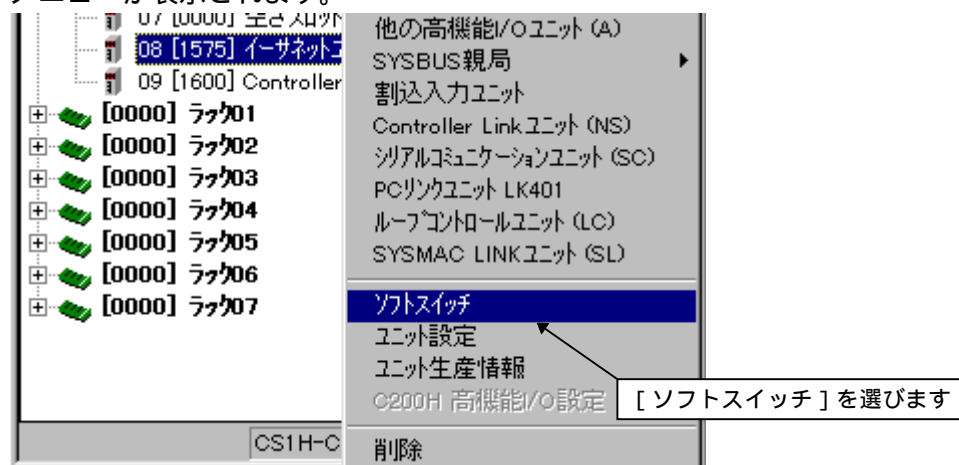 ューが表示されます。
07 [0000] 空きスロット
08 [1575] イーサネットユ
09 [1600] Controller
[0000] ラック01
[0000] ラック02
[0000] ラック03
[0000] ラック04
[0000] ラック05
[0000] ラック06
[0000] ラック07
CS1H-C
他の高機能I/Oユニット (A)
SYSBUS親局
割込入力ユニット
Controller Linkユニット (NS)
シリアルコミュニケーションユニット (SC)
PCリンクユニット LK401
ループコントロールユニット (LC)
SYSMAC LINKユニット (SL)
ソフトスイッチ
ユニット設定
ユニット生産情報
C200H 高機能I/O設定
削除
[ ソフトスイッチ ] を選びます